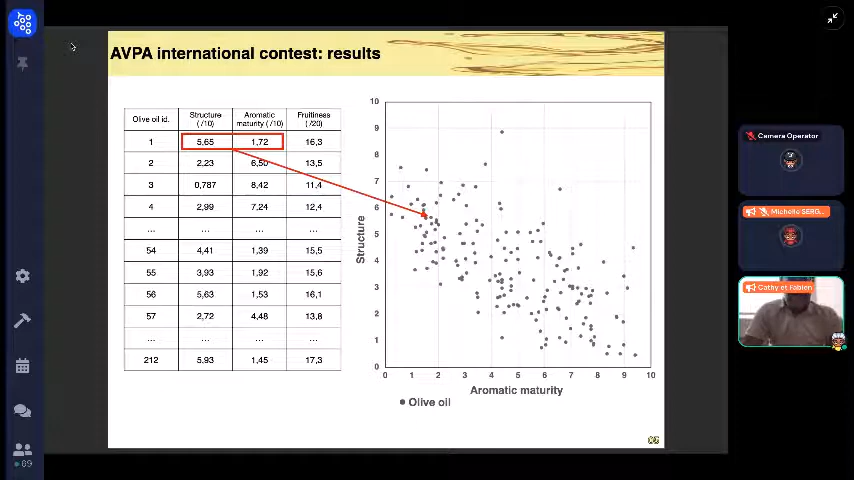 AVPA international contest: results
Olive oil id. Structure (/10) Aromatic maturity (/10) Fruitiness (/20)
1 5,65 1,72 16,3
2 2,23 6,50 13,5
3 0,787 8,42 11,4
4 2,99 7,24 12,4
... ... ... ...
54 4,41 1,39 15,5
55 3,93 1,92 15,6
56 5,63 1,53 16,1
57 2,72 4,48 13,8
... ... ... ...
212 5,93 1,45 17,3
10
9
8
7
6
5
4
3
2
1
0
Structure
0 1 2 3 4 5 6 7 8 9 10
Aromatic maturity
Olive oil
05
Camera Operator
Michelle SERG...
Cathy et Fabien
69